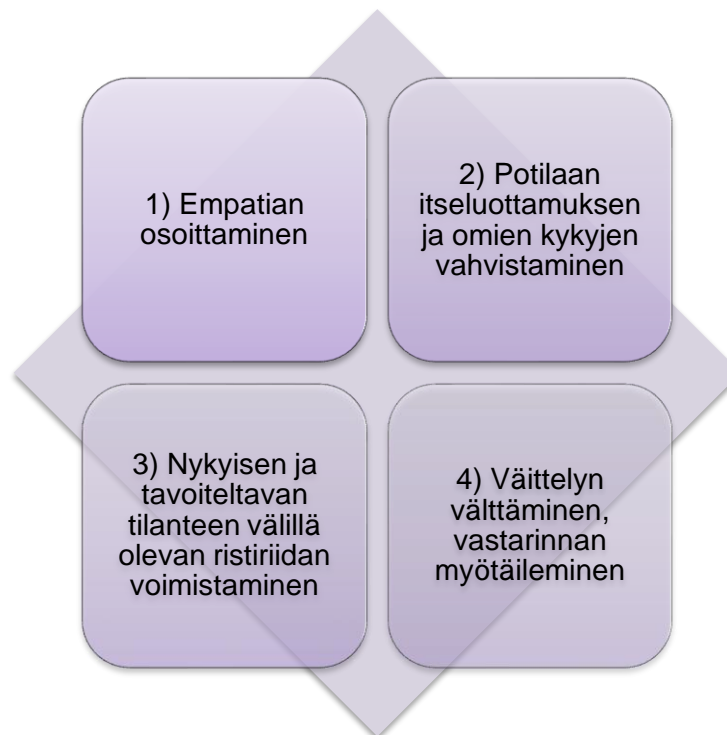 1) Empatian
osoittaminen
2) Potilaan
itseluottamuksen
ja omien kykyjen
vahvistaminen
3) Nykyisen ja
tavoiteltavan
tilanteen välillä
olevan ristiriidan
voimistaminen
4) Väittelyn
välttäminen,
vastarinnan
myötäileminen